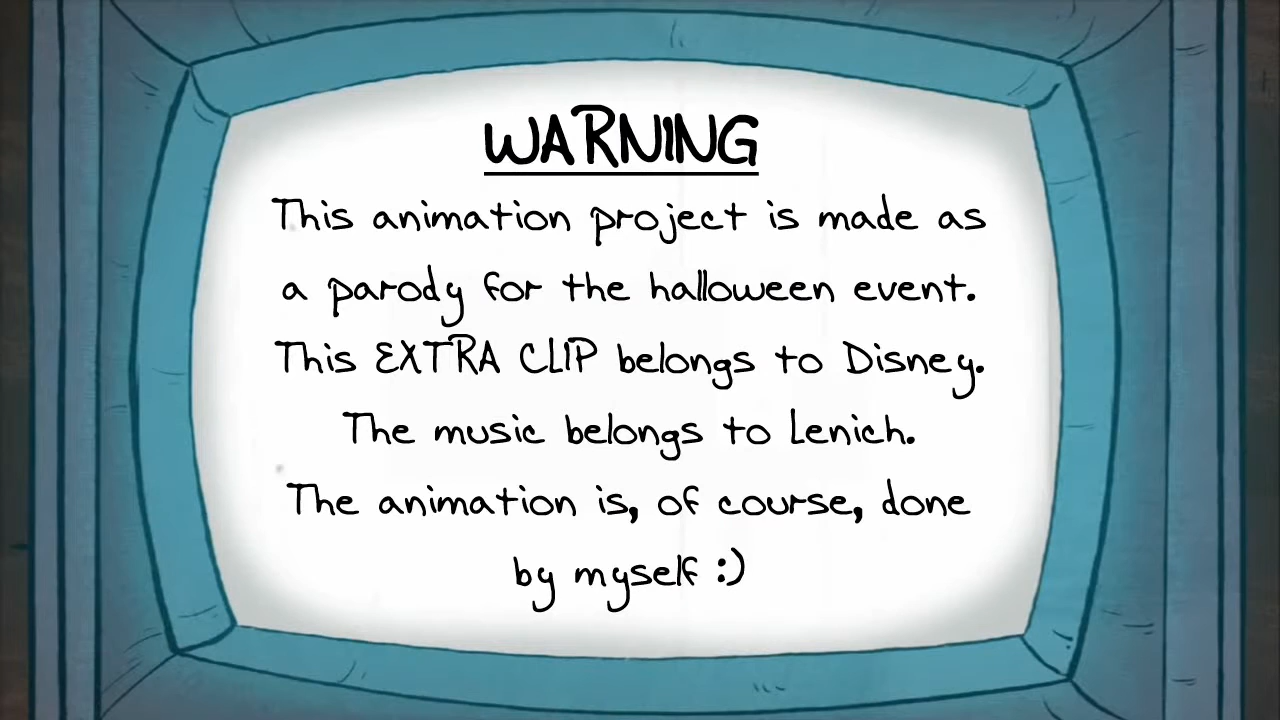 WARNING
This animation project is made as
a parody for the halloween event.
This EXTRA CLIP belongs to Disney.
The music belongs to Lenich.
The animation is, of course, done
by myself :)